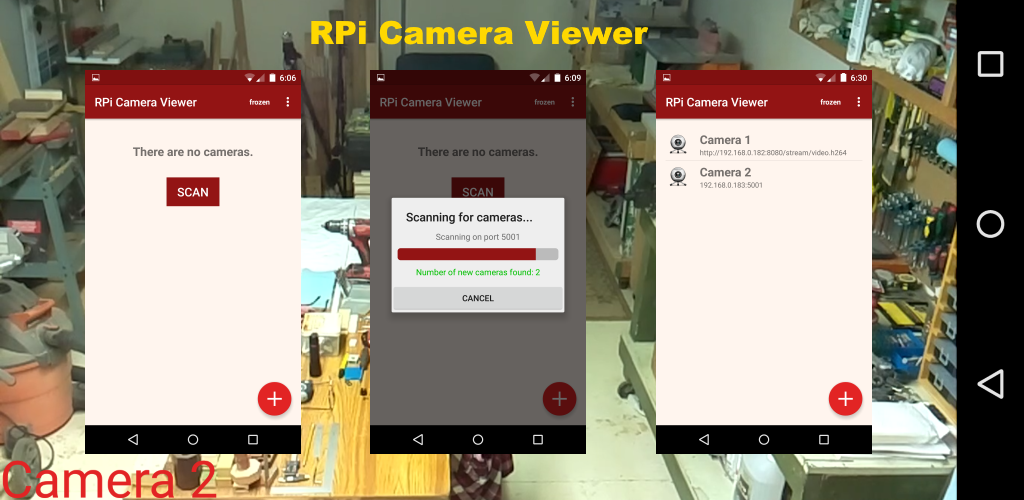 RPi Camera Viewer
6:06
RPi Camera Viewer
frozen
There are no cameras.
SCAN
6:09
RPi Camera Viewer
frozen
There are no cameras.
SCAN
Scanning for cameras...
Scanning on port 5001
Number of new cameras found: 2
CANCEL
6:30
RPi Camera Viewer
frozen
Camera 1
http://192.168.0.182:8080/stream/video.h264
Camera 2
192.168.0.183:5001
Camera 2